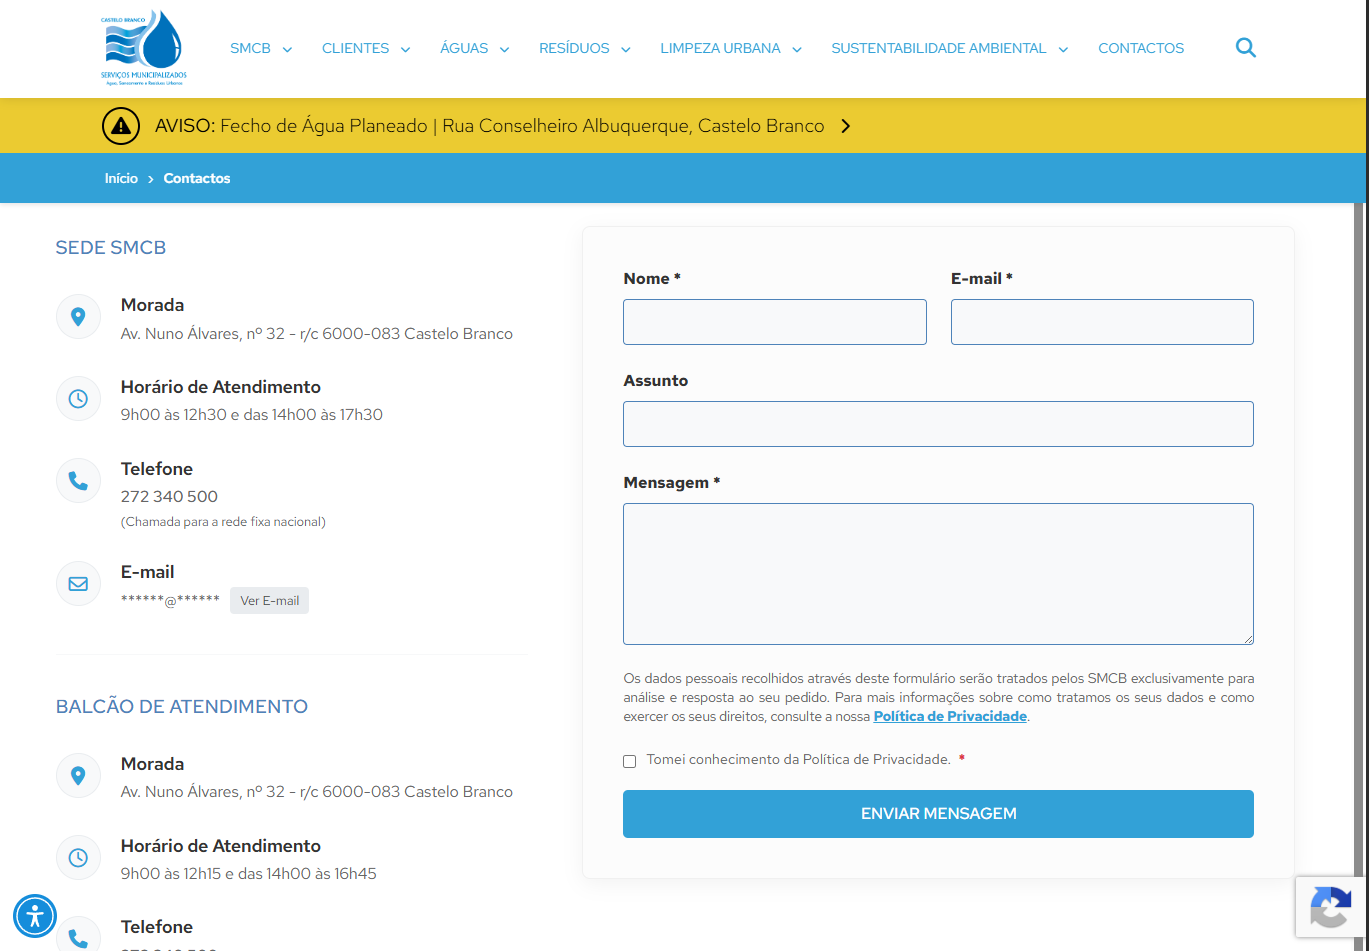 CASTELO BRANCO
SERVIÇOS MUNICIPALIZADOS
Água, Saneamento e Resíduos Urbanos
SMCB
CLIENTES
ÁGUAS
RESÍDUOS
LIMPEZA URBANA
SUSTENTABILIDADE AMBIENTAL
CONTACTOS
AVISO: Fecho de Água Planeado | Rua Conselheiro Albuquerque, Castelo Branco
Início > Contactos
SEDE SMCB
Morada
Av. Nuno Álvares, nº 32 - r/c 6000-083 Castelo Branco
Horário de Atendimento
9h00 às 12h30 e das 14h00 às 17h30
Telefone
272 340 500
(Chamada para a rede fixa nacional)
E-mail
******@****** Ver E-mail
BALCÃO DE ATENDIMENTO
Morada
Av. Nuno Álvares, nº 32 - r/c 6000-083 Castelo Branco
Horário de Atendimento
9h00 às 12h15 e das 14h00 às 16h45
Telefone
Nome *
E-mail *
Assunto
Mensagem *
Os dados pessoais recolhidos através deste formulário serão tratados pelos SMCB exclusivamente para
análise e resposta ao seu pedido. Para mais informações sobre como tratamos os seus dados e como
exercer os seus direitos, consulte a nossa Política de Privacidade.
Tomei conhecimento da Política de Privacidade. *
ENVIAR MENSAGEM